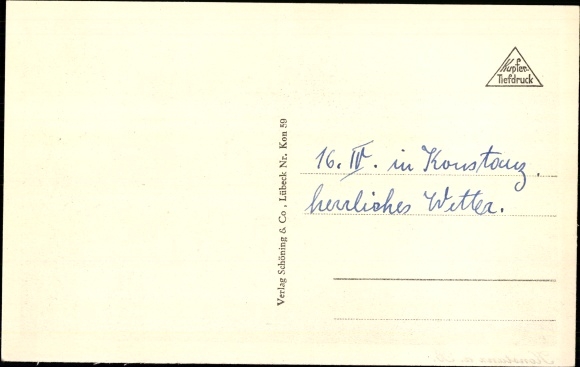 Kupfer-
Tiefdruck
Verlag Schöning & Co., Lübeck Nr. Kon 59
16. IV. in Konstanz.
herrliches Wetter.